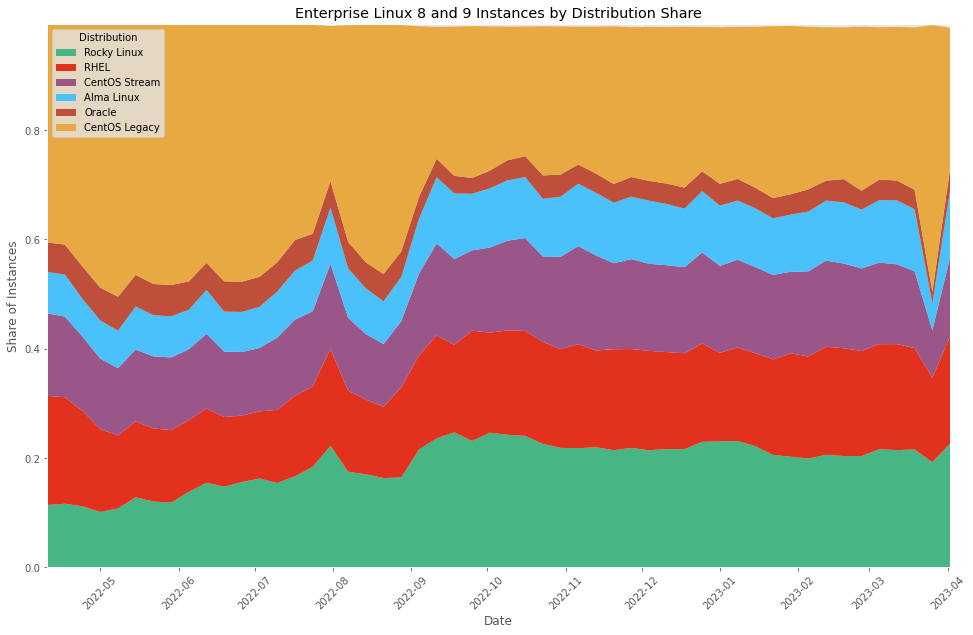 Enterprise Linux 8 and 9 Instances by Distribution Share
Distribution
Rocky Linux
RHEL
CentOS Stream
Alma Linux
Oracle
CentOS Legacy
Share of Instances
0.8
0.6
0.4
0.2
0.0
2022-05
2022-06
2022-07
2022-08
2022-09
2022-10
2022-11
2022-12
2023-01
2023-02
2023-03
2023-04
Date